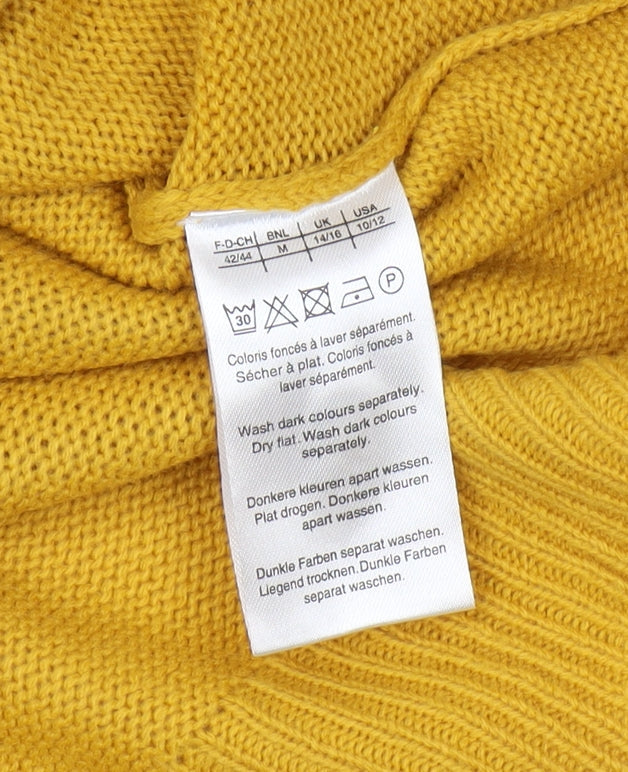 F-D-CH BNL UK USA
42/44 M 14/16 10/12
30 P
Coloris foncés à laver séparément.
Sécher à plat. Coloris foncés à
laver séparément.
Wash dark colours separately.
Dry flat. Wash dark colours
separately.
Donkere kleuren apart wassen.
Plat drogen. Donkere kleuren
apart wassen.
Dunkle Farben separat waschen.
Liegend trocknen. Dunkle Farben
separat waschen.